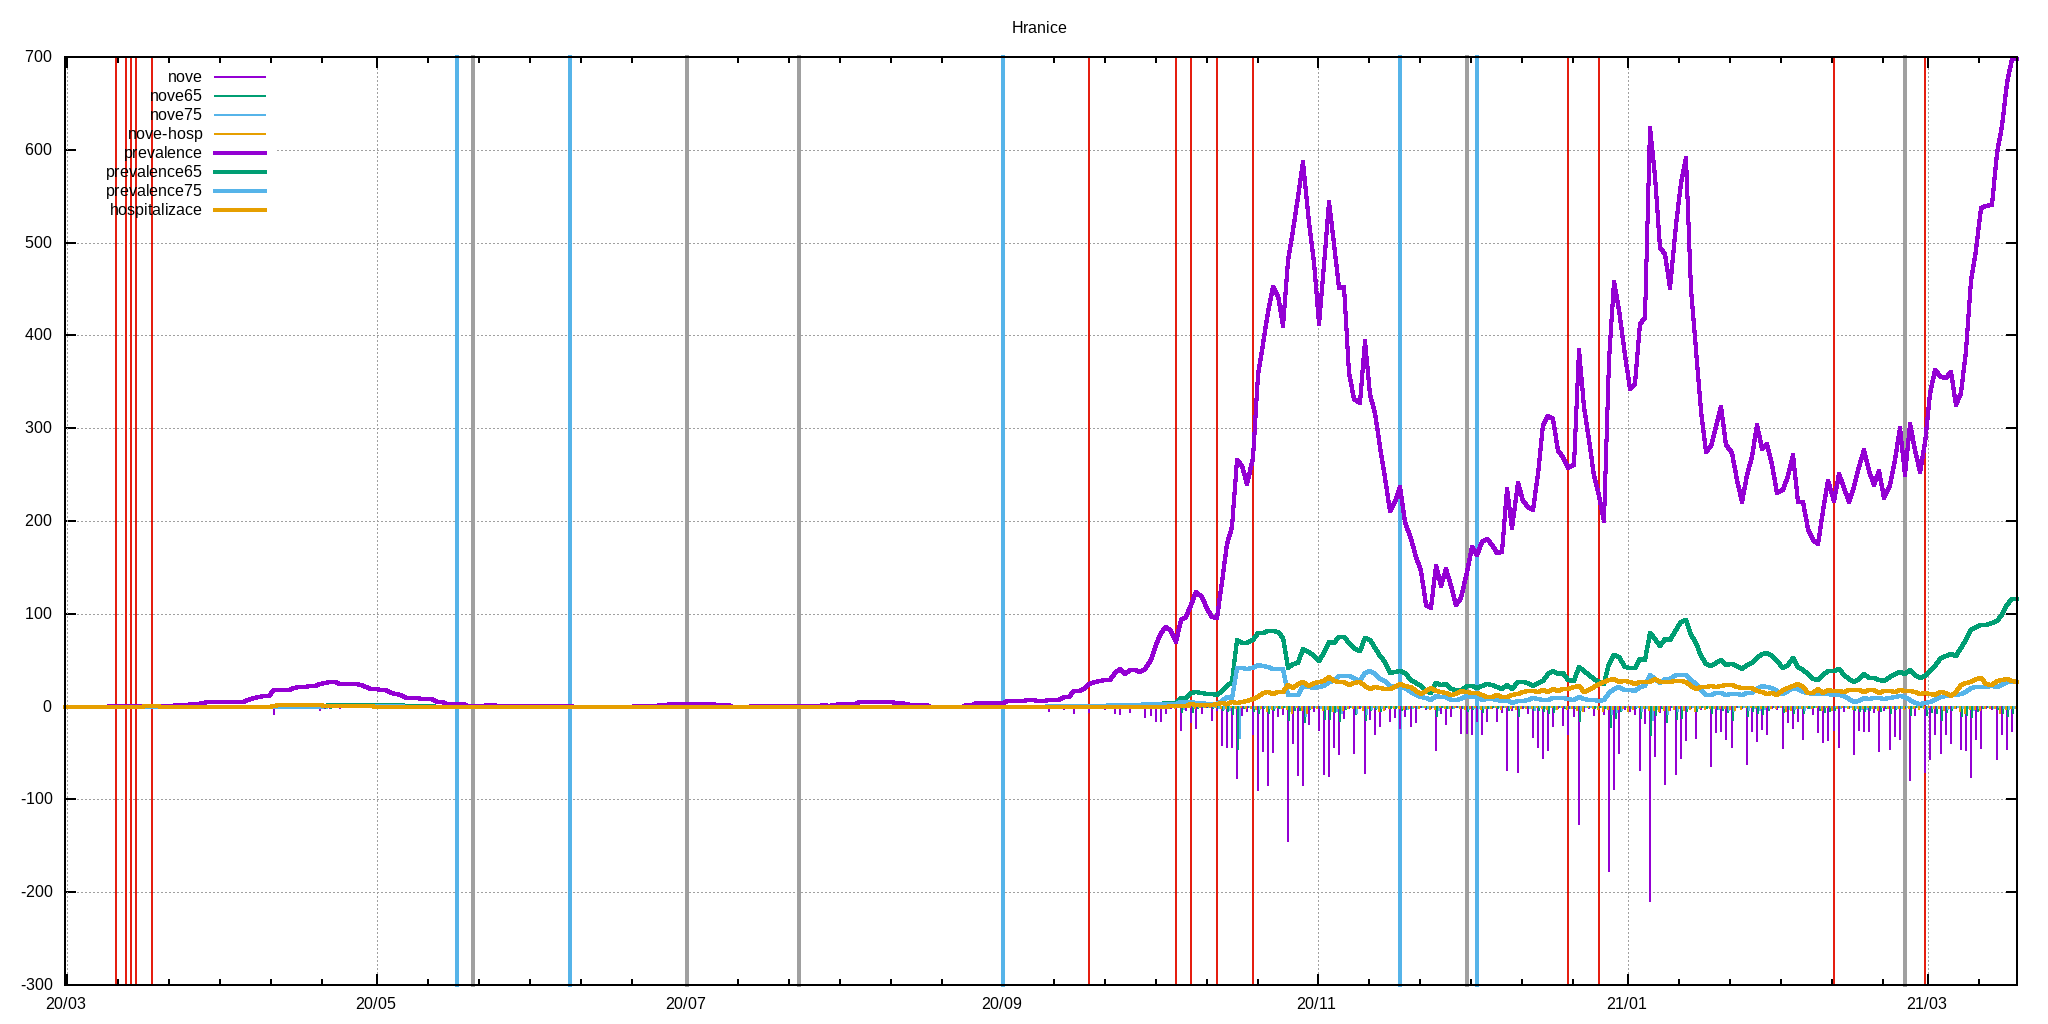 Hranice
700
600
500
400
300
200
100
0
-100
-200
-300
nove
nove65
nove75
nove-hosp
prevalence
prevalence65
prevalence75
hospitalizace
20/03 20/05 20/07 20/09 20/11 21/01 21/03